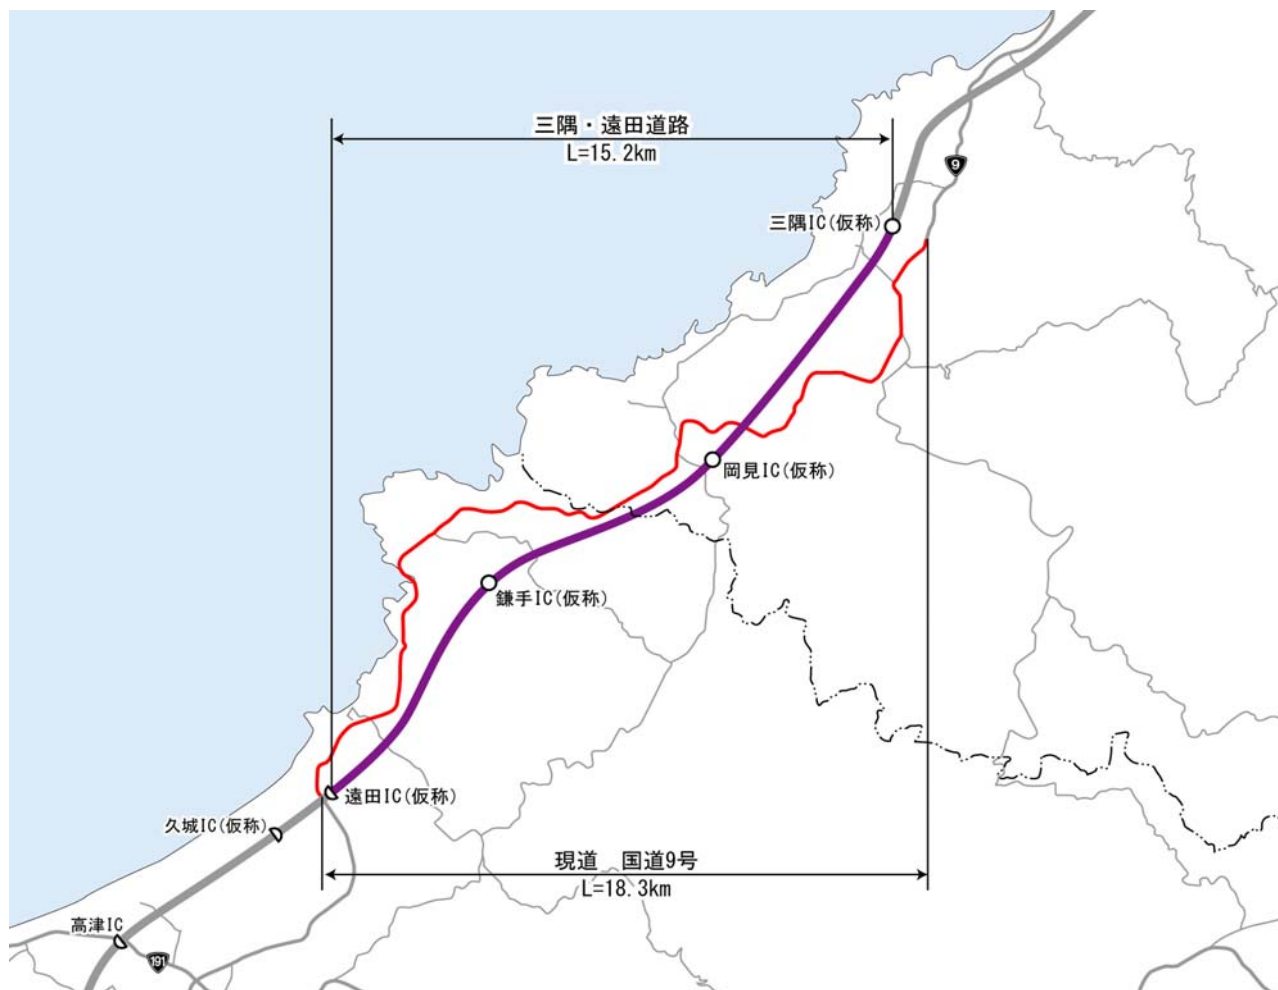 三隅・遠田道路
L=15.2km
9
三隅IC(仮称)
岡見IC(仮称)
鎌手IC(仮称)
遠田IC(仮称)
久城IC(仮称)
現道　国道9号
L=18.3km
高津IC
191